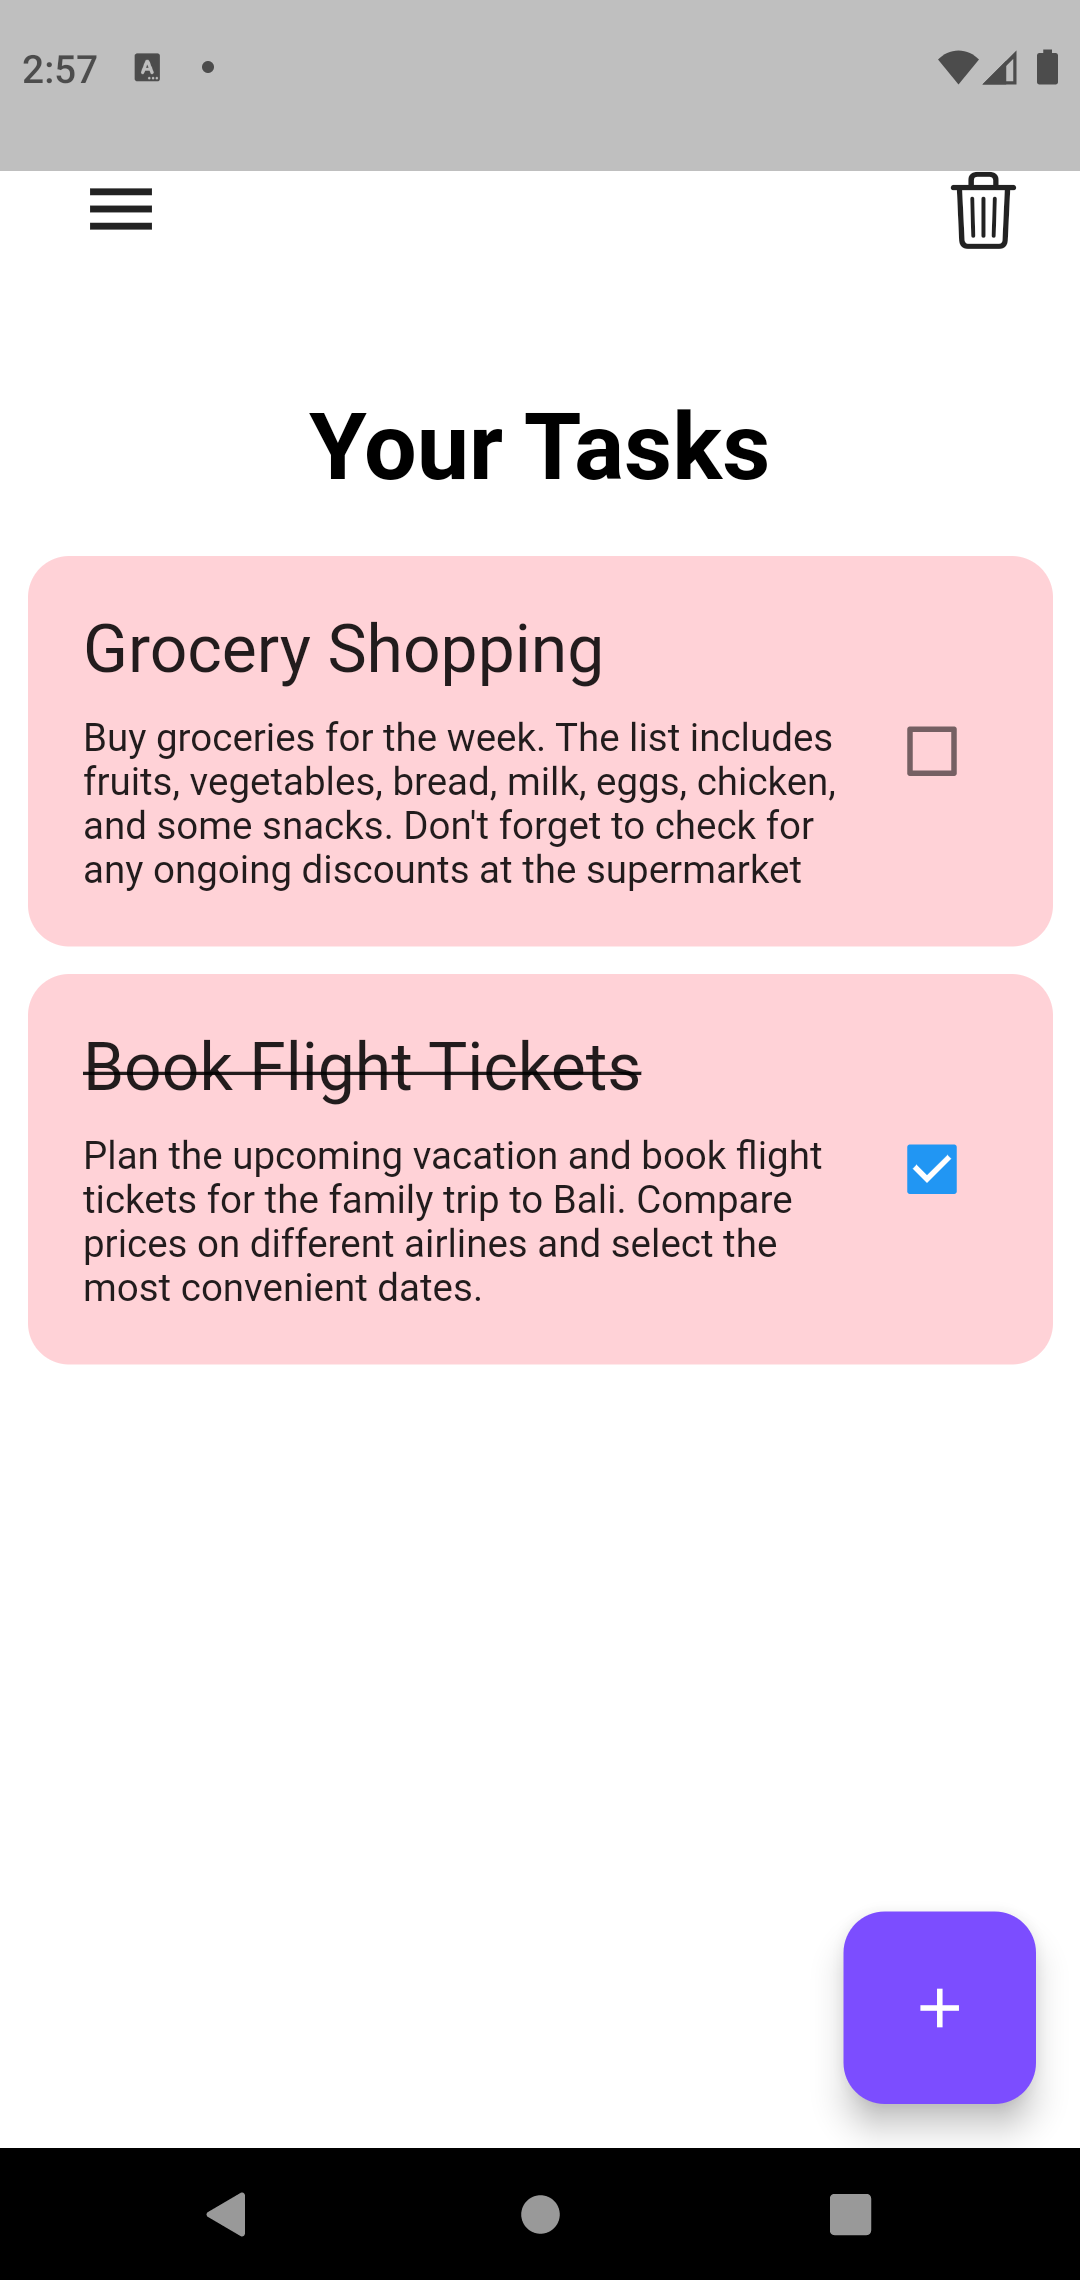 2:57
Your Tasks
Grocery Shopping
Buy groceries for the week. The list includes
fruits, vegetables, bread, milk, eggs, chicken,
and some snacks. Don't forget to check for
any ongoing discounts at the supermarket
Book Flight Tickets
Plan the upcoming vacation and book flight
tickets for the family trip to Bali. Compare
prices on different airlines and select the
most convenient dates.